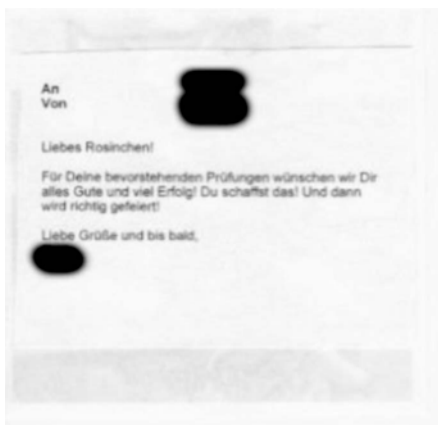 An
Von
Liebes Rosinchen!
Für Deine bevorstehenden Prüfungen wünschen wir Dir
alles Gute und viel Erfolg! Du schaffst das! Und dann
wird richtig gefeiert!
Liebe Grüße und bis bald,